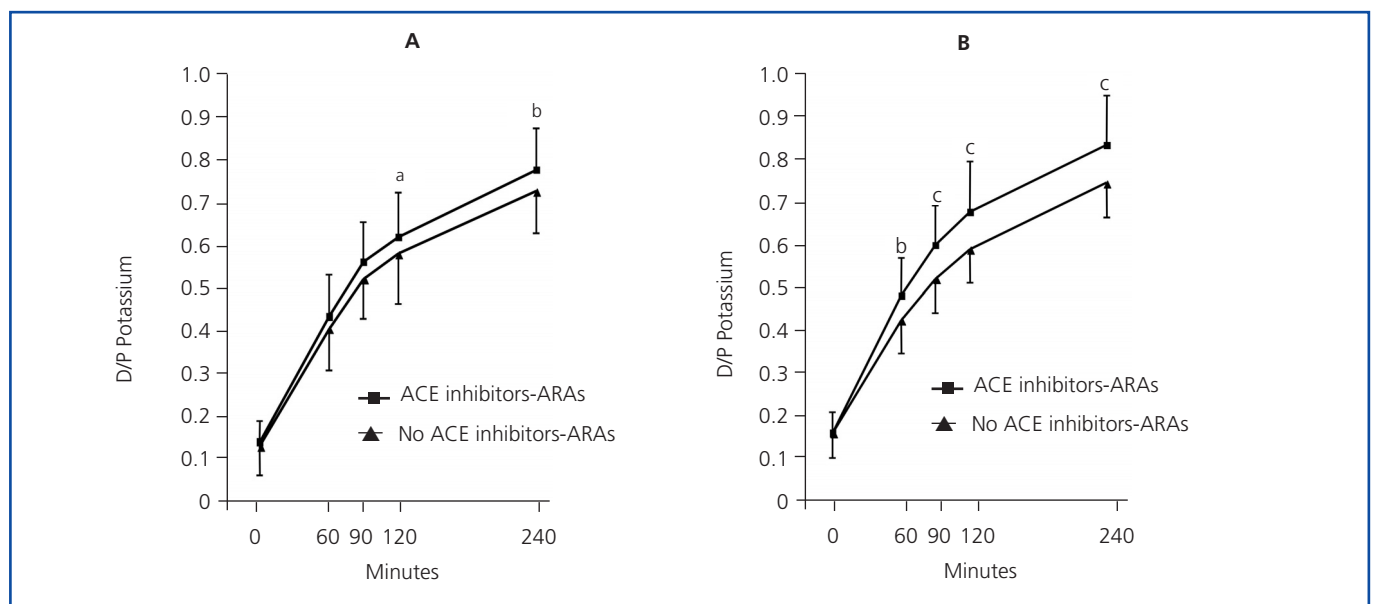 A
1.0
0.9
0.8
0.7
0.6
0.5
0.4
0.3
0.2
0.1
0
D/P Potassium
a
b
ACE inhibitors-ARAs
No ACE inhibitors-ARAs
0 60 90 120 240
Minutes
B
1.0
0.9
0.8
0.7
0.6
0.5
0.4
0.3
0.2
0.1
0
D/P Potassium
b
c
c
c
ACE inhibitors-ARAs
No ACE inhibitors-ARAs
0 60 90 120 240
Minutes